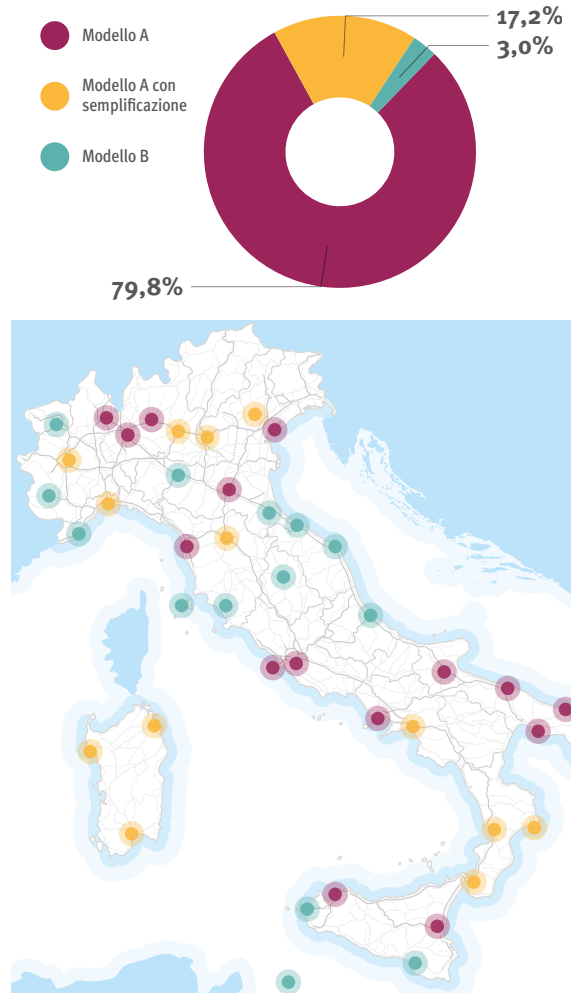 Modello A
Modello A con
semplificazione
Modello B
17,2%
3,0%
79,8%